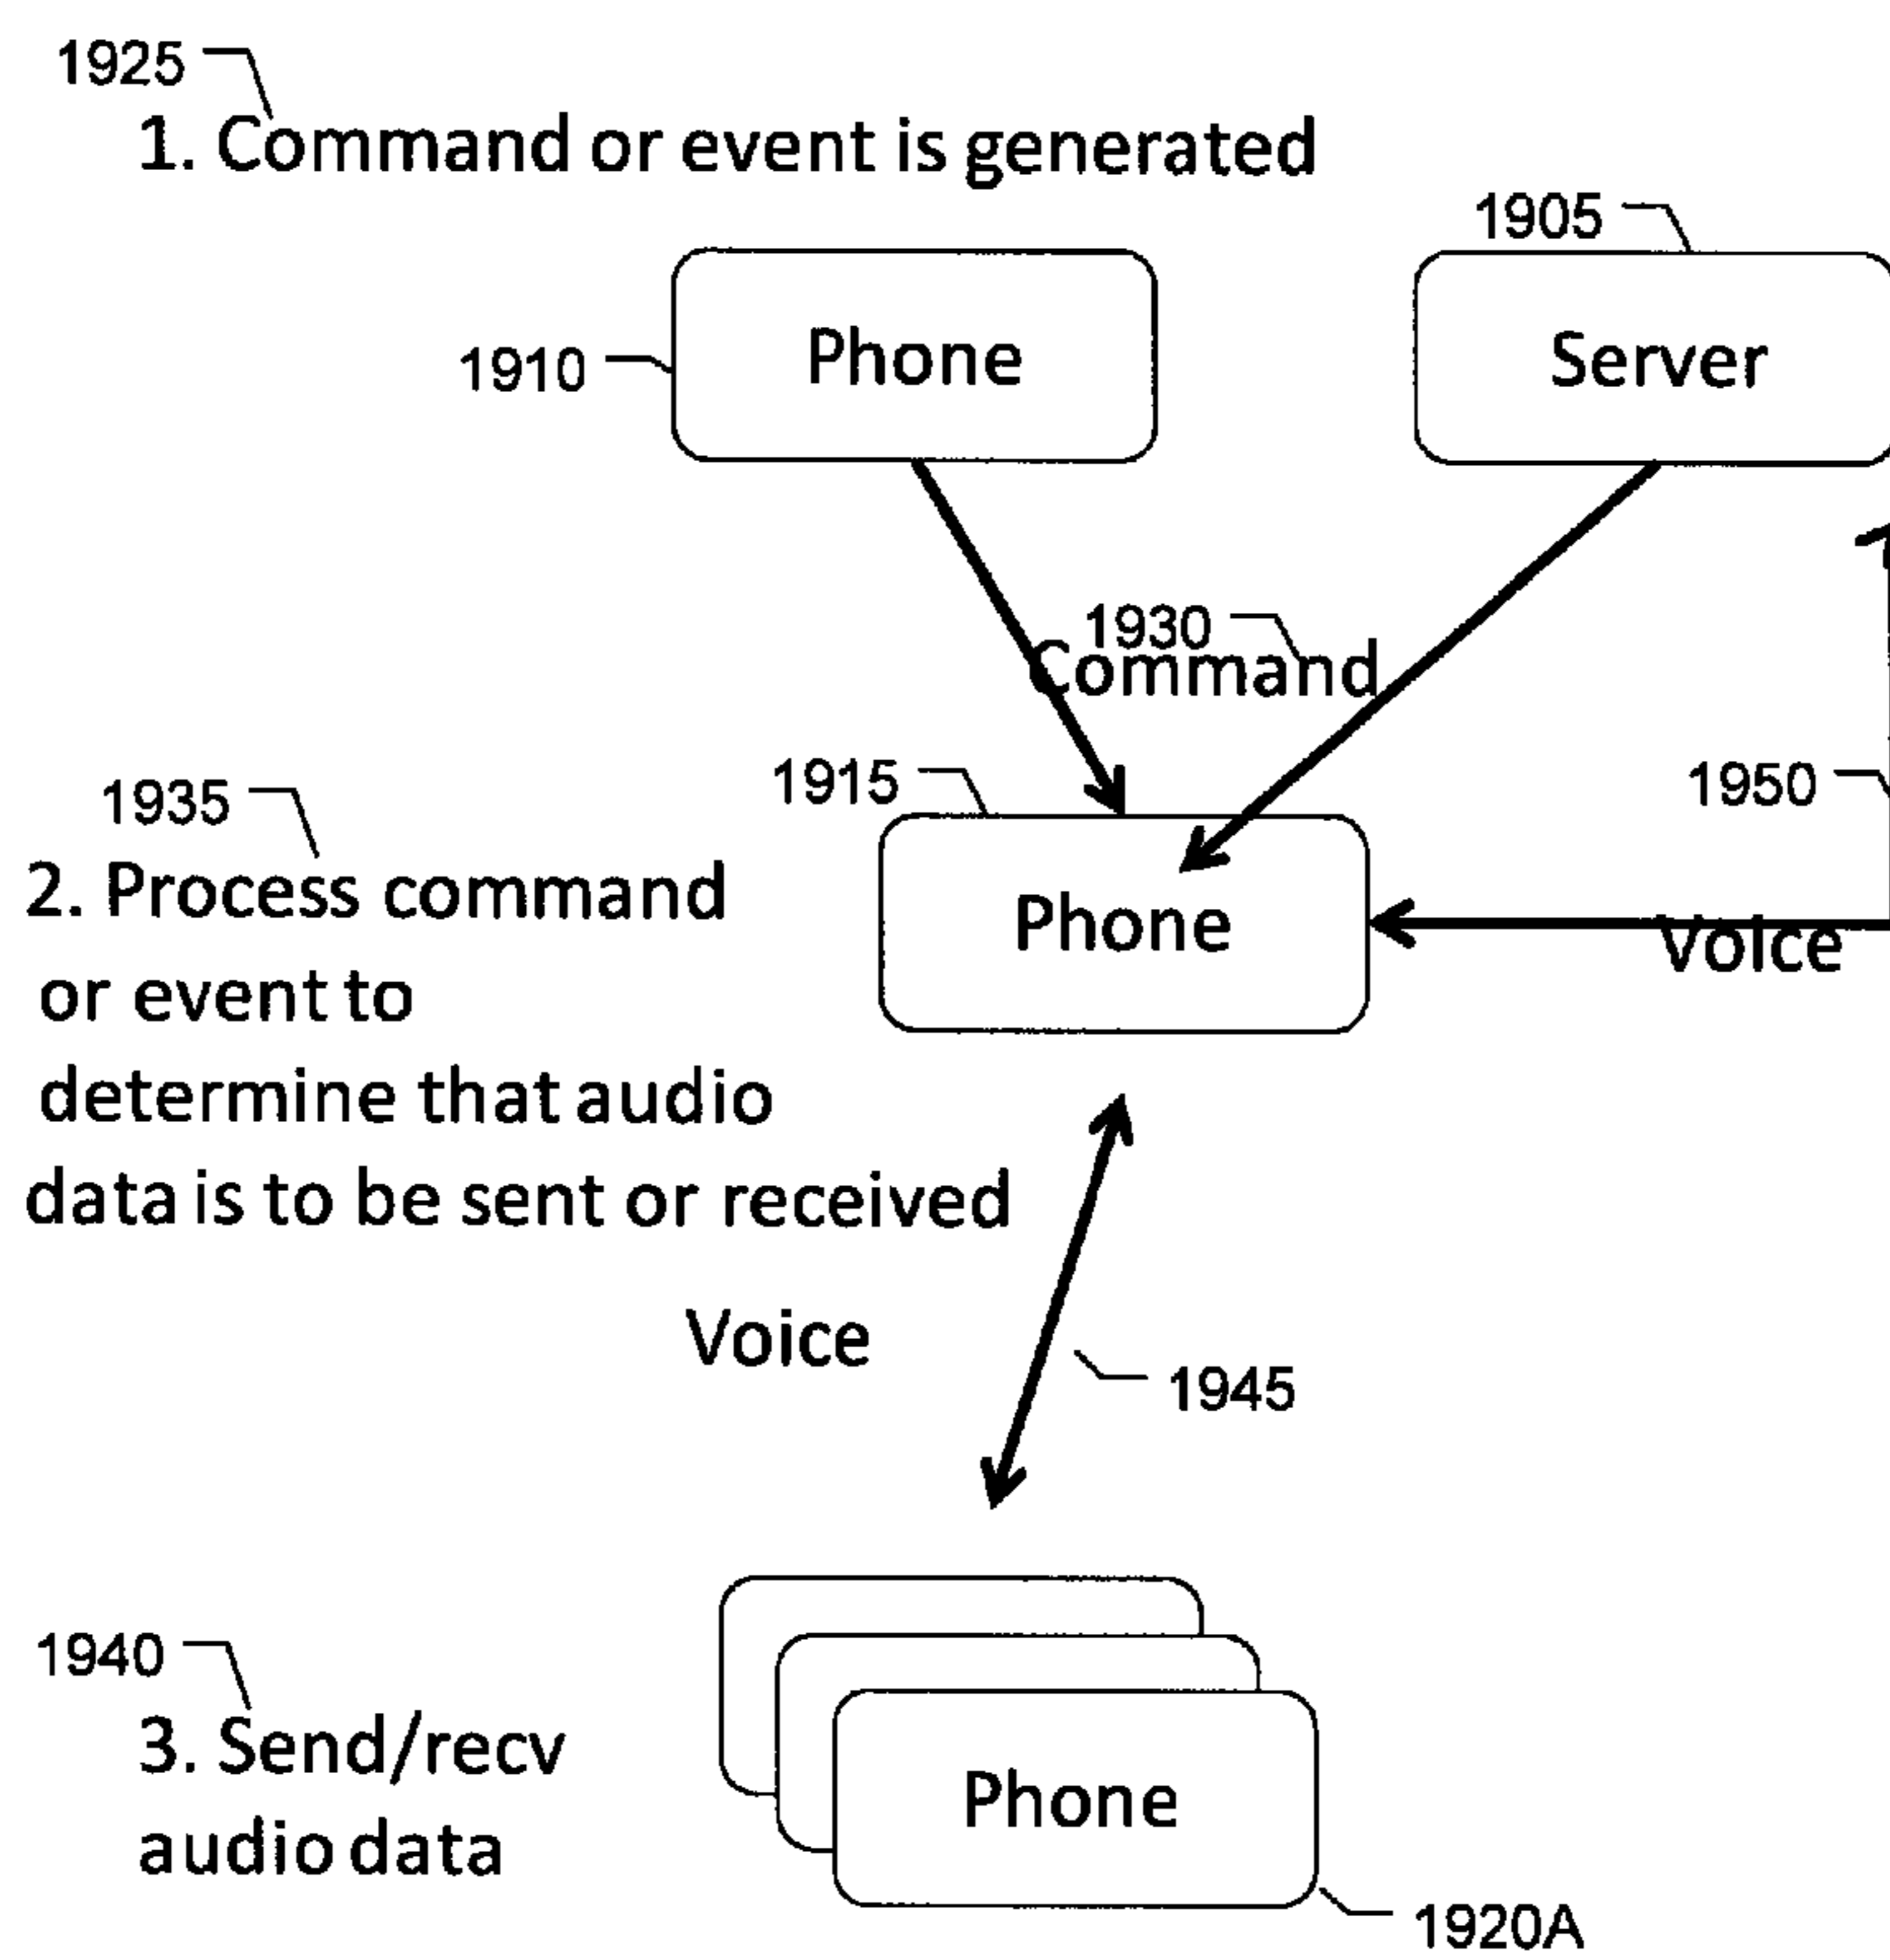 1925
1. Command or event is generated
1905
1910
Phone
Server
1930
Command
1915
1950
1935
2. Process command
or event to
determine that audio
data is to be sent or received
Phone
Voice
Voice
1945
1940
3. Send/recv
audio data
Phone
1920A